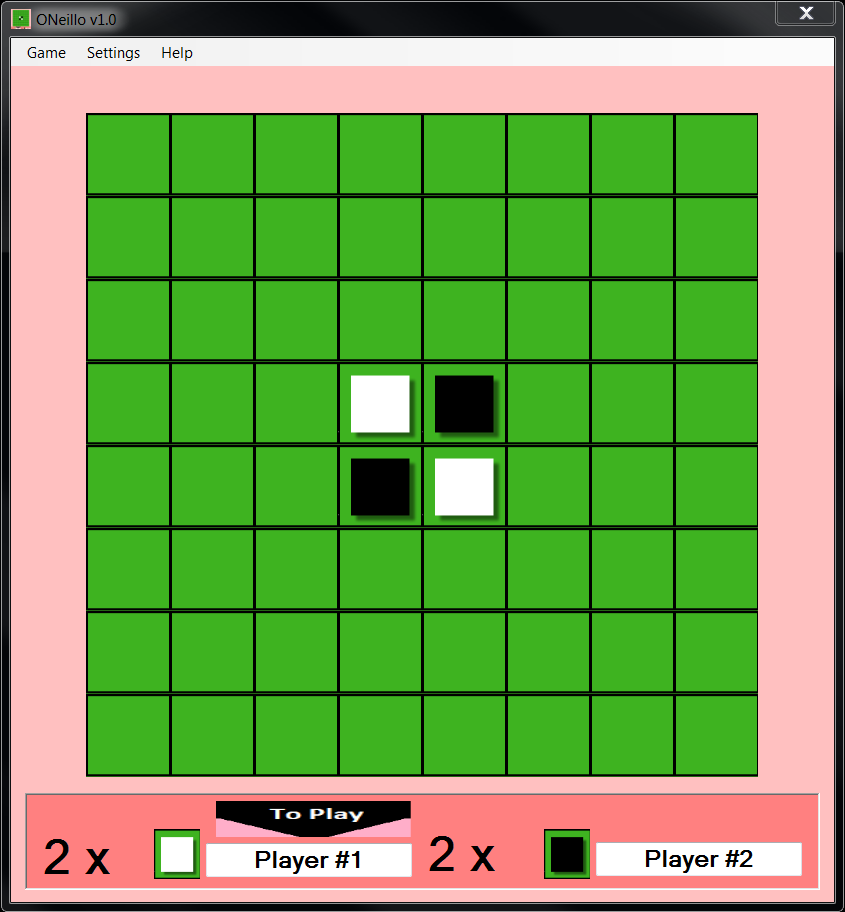 ONeillo v1.0
X
Game Settings Help
To Play
2 x Player #1 2 x Player #2